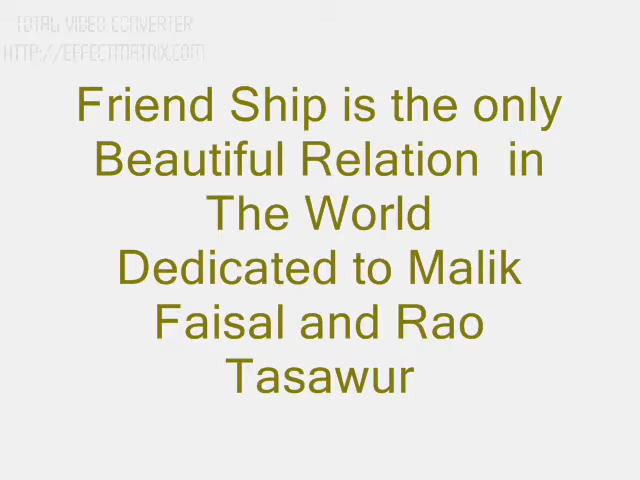 TOTAL VIDEO CONVERTER
HTTP://EFFECTMATRIX.COM
Friend Ship is the only
Beautiful Relation  in
The World
Dedicated to Malik
Faisal and Rao
Tasawur